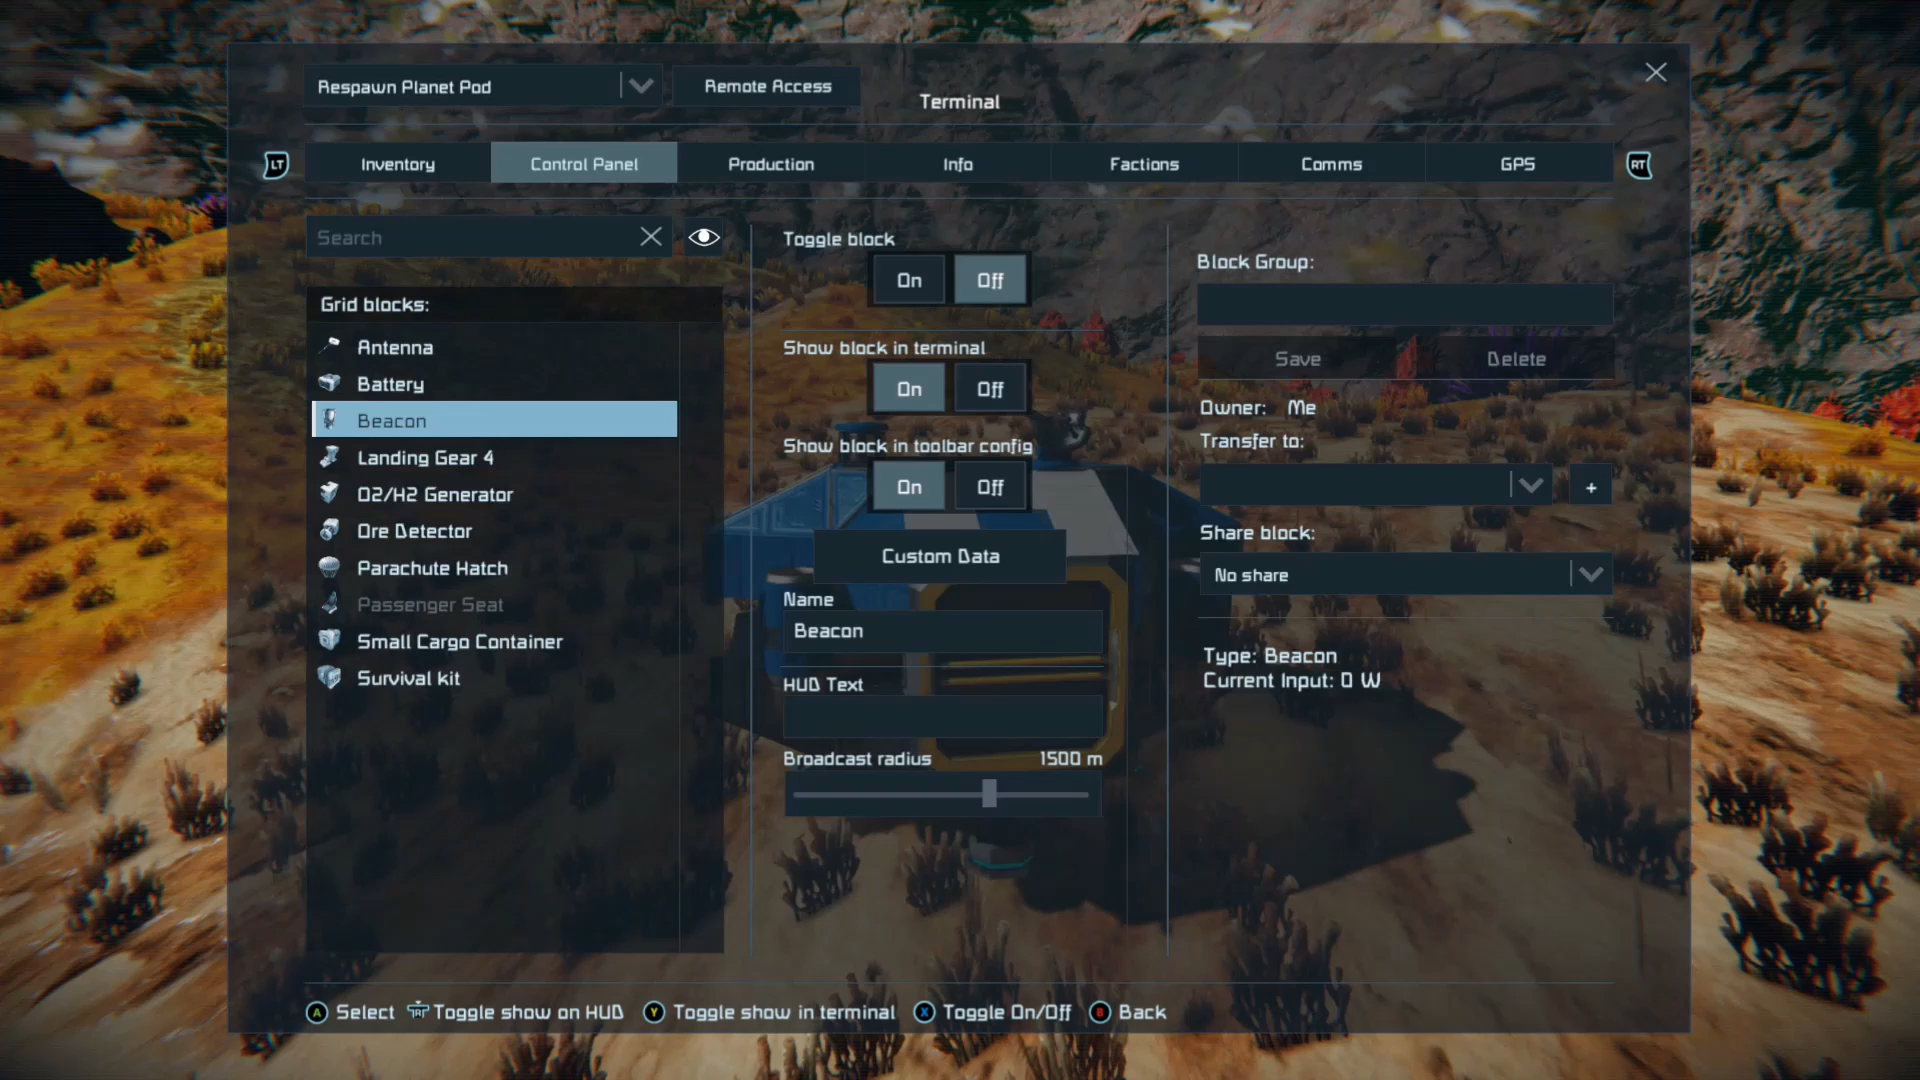 Respawn Planet Pod
Remote Access
Terminal
LT
Inventory
Control Panel
Production
Info
Factions
Comms
GPS
RT
Search
Grid blocks:
Antenna
Battery
Beacon
Landing Gear 4
O2/H2 Generator
Ore Detector
Parachute Hatch
Passenger Seat
Small Cargo Container
Survival kit
Toggle block
On Off
Show block in terminal
On Off
Show block in toolbar config
On Off
Custom Data
Name
Beacon
HUD Text
Broadcast radius 1500 m
Block Group:
Save Delete
Owner: Me
Transfer to:
+
Share block:
No share
Type: Beacon
Current Input: 0 W
A Select Toggle show on HUD Y Toggle show in terminal X Toggle On/Off B Back